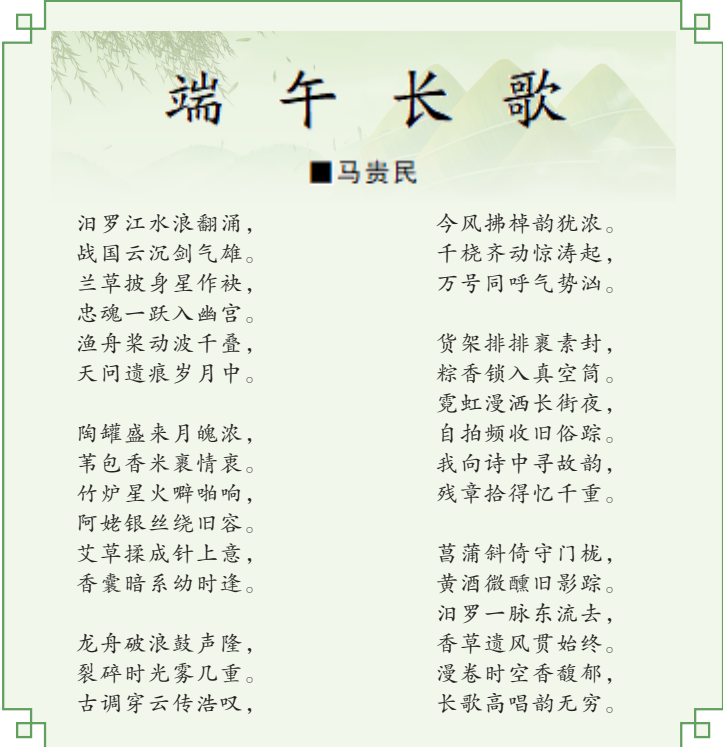 端午长歌
■马贵民
汨罗江水浪翻涌，
战国云沉剑气雄。
兰草披身星作袂，
忠魂一跃入幽宫。
渔舟桨动波千叠，
天问遗痕岁月中。
陶罐盛来月魄浓，
苇包香米裹情衷。
竹炉星火噼啪响，
阿姥银丝绕旧容。
艾草揉成针上意，
香囊暗系幼时逢。
龙舟破浪鼓声隆，
裂碎时光雾几重。
古调穿云传浩叹，
今风拂棹韵犹浓。
千桡齐动惊涛起，
万号同呼气势汹。
货架排排裹素封，
粽香锁入真空筒。
霓虹漫洒长街夜，
自拍频收旧俗踪。
我向诗中寻故韵，
残章拾得忆千重。
菖蒲斜倚守门栊，
黄酒微醺旧影踪。
汨罗一脉东流去，
香草遗风贯始终。
漫卷时空香馥郁，
长歌高唱韵无穷。